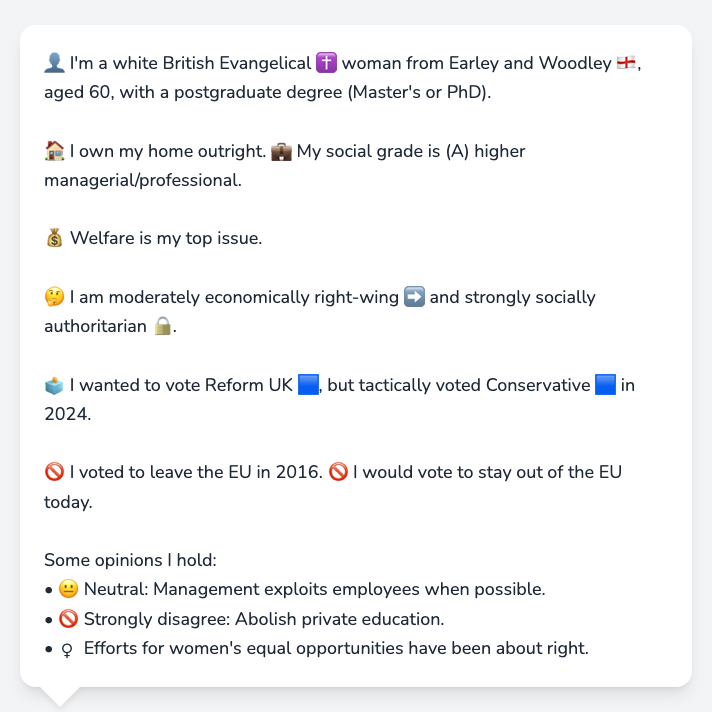 👤 I'm a white British Evangelical ✝️ woman from Earley and Woodley 🏴󠁧󠁢󠁥󠁮󠁧󠁿,
aged 60, with a postgraduate degree (Master's or PhD).
🏠 I own my home outright. 💼 My social grade is (A) higher
managerial/professional.
💰 Welfare is my top issue.
🤔 I am moderately economically right-wing ➡️ and strongly socially
authoritarian 🔒.
🗳️ I wanted to vote Reform UK 🟦, but tactically voted Conservative 🟦 in
2024.
🚫 I voted to leave the EU in 2016. 🚫 I would vote to stay out of the EU
today.
Some opinions I hold:
• 😐 Neutral: Management exploits employees when possible.
• 🚫 Strongly disagree: Abolish private education.
• ♀ Efforts for women's equal opportunities have been about right.